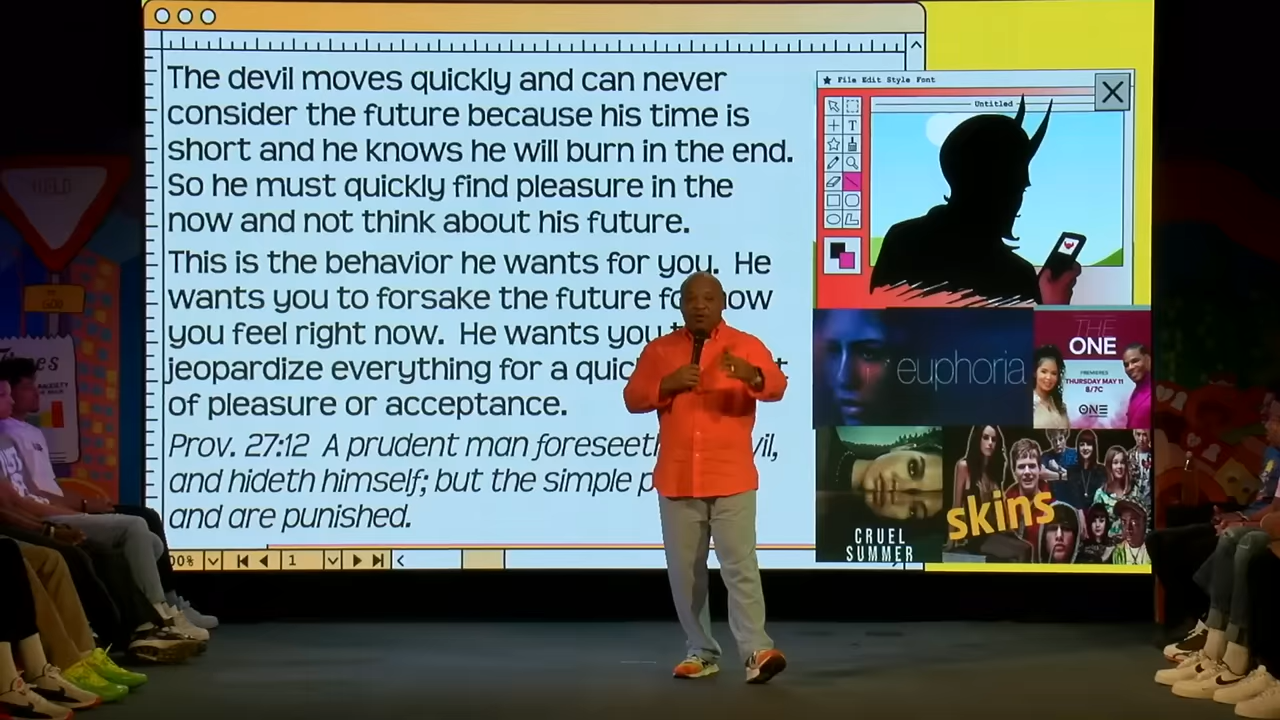 The devil moves quickly and can never
consider the future because his time is
short and he knows he will burn in the end.
So he must quickly find pleasure in the
now and not think about his future.
This is the behavior he wants for you. He
wants you to forsake the future
you feel right now. He wants you
jeopardize everything for a
of pleasure or acceptance.
Prov. 27:12 A prudent man
and hideth himself; but the simple
and are punished.
00%
1
File Edit Style Font
Untitled
T
euphoria
THE
ONE
PREMIERES
THURSDAY MAY 11
8/7C
ONE
CRUEL
SUMMER
skins